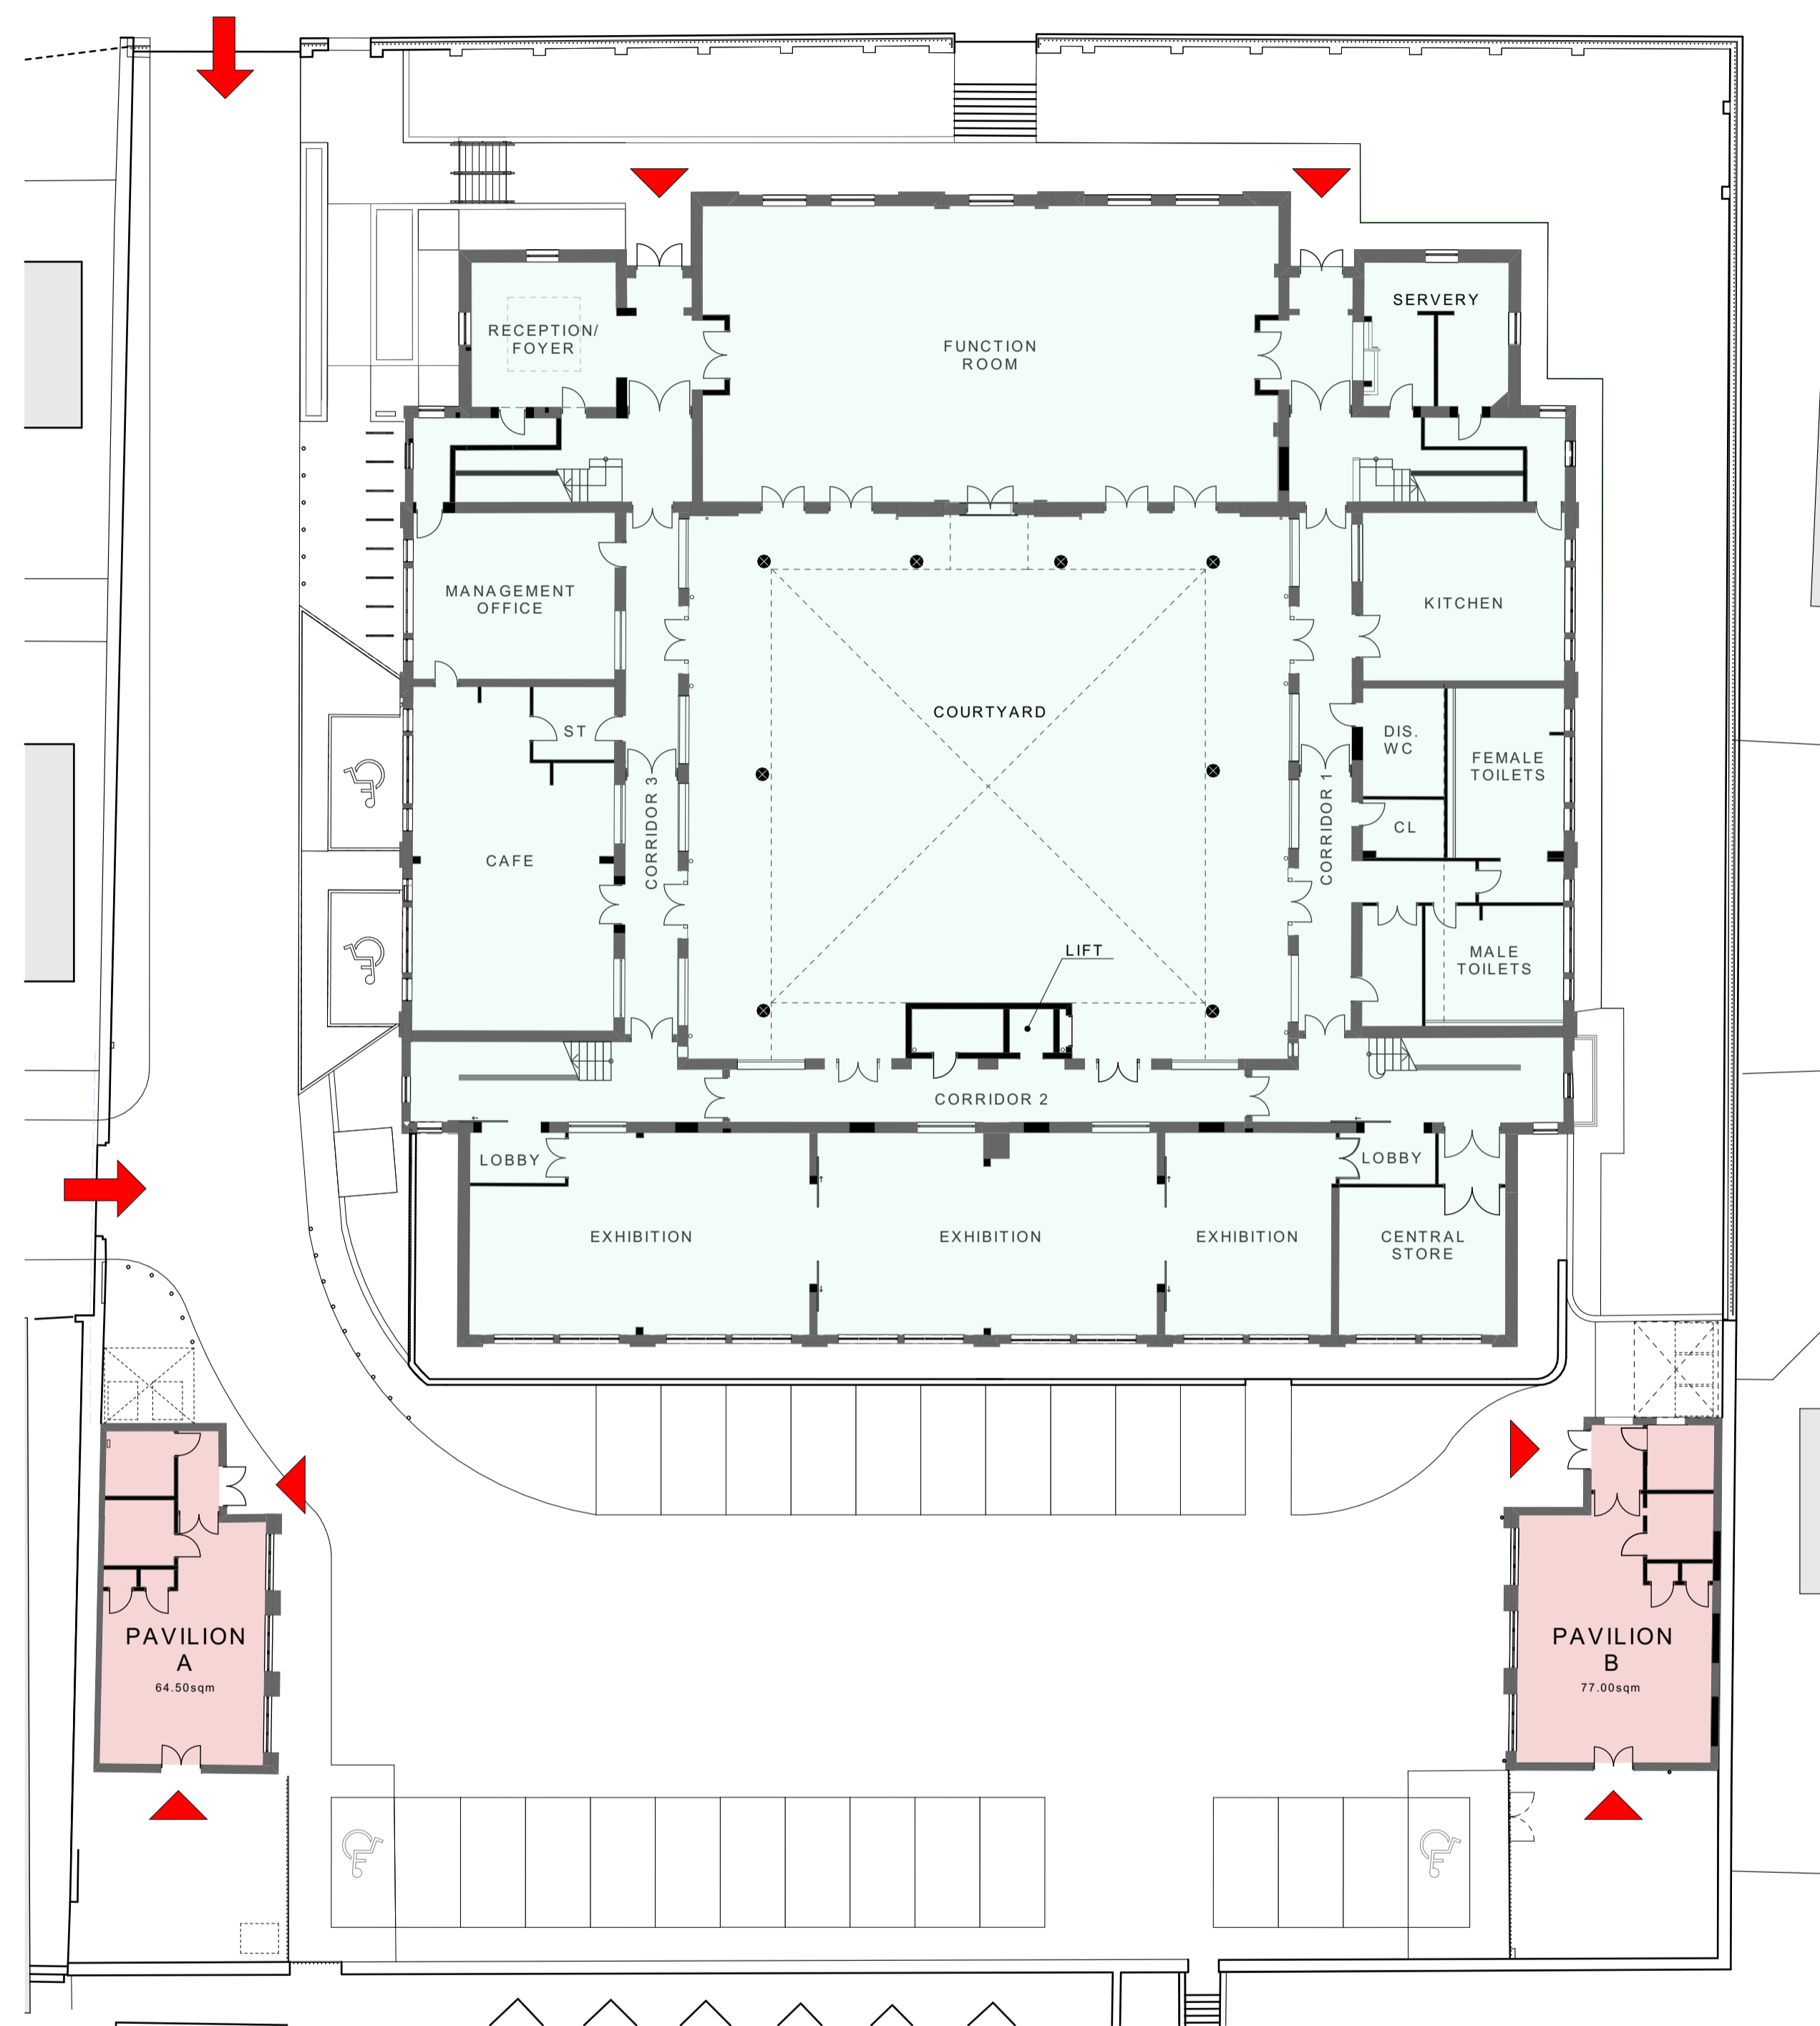 SERVERY
RECEPTION/
FOYER
FUNCTION
ROOM
MANAGEMENT
OFFICE
KITCHEN
COURTYARD
ST
DIS.
WC
FEMALE
TOILETS
CORRIDOR 3
CORRIDOR 1
CL
CAFE
LIFT
MALE
TOILETS
CORRIDOR 2
LOBBY
LOBBY
EXHIBITION
EXHIBITION
EXHIBITION
CENTRAL
STORE
PAVILION
A
64.50sqm
PAVILION
B
77.00sqm